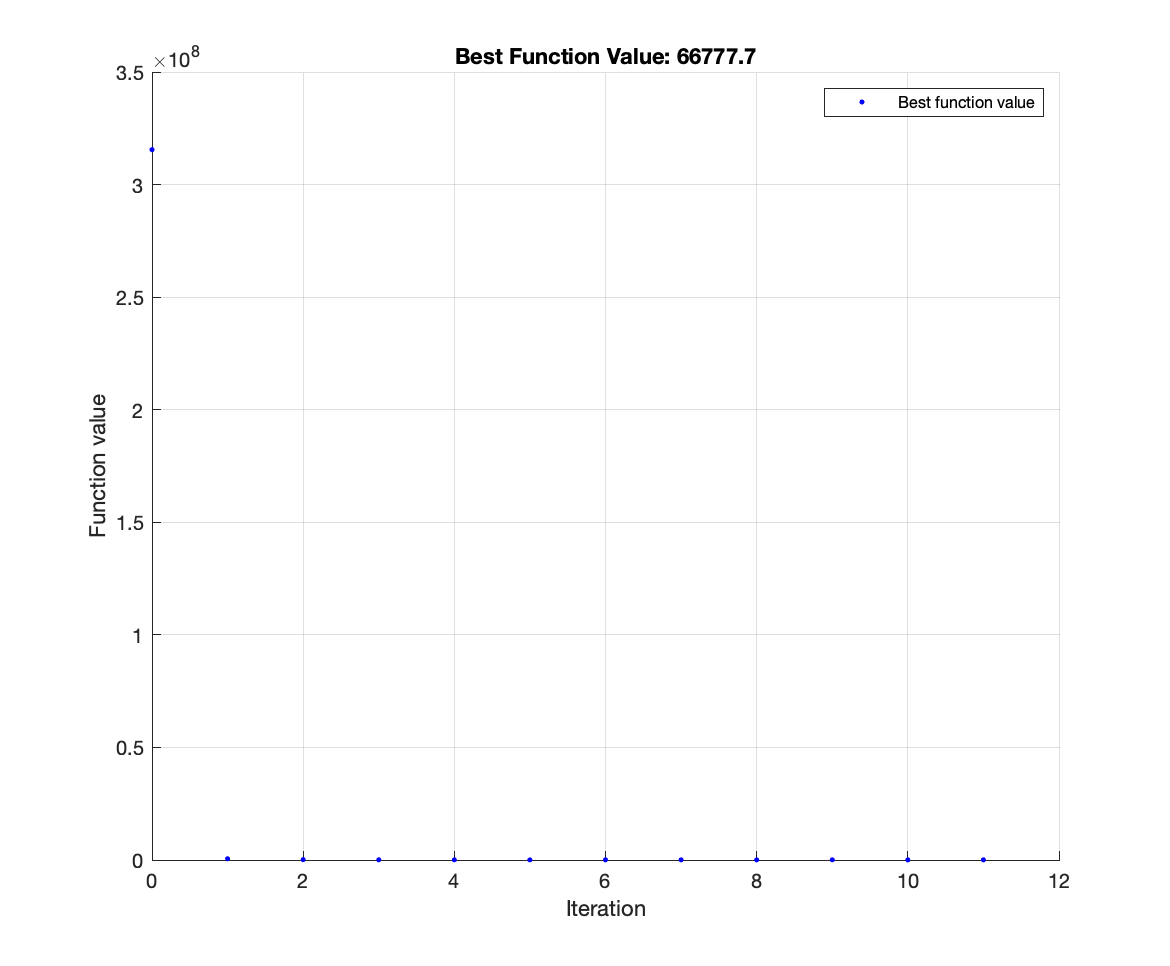 Best Function Value: 66777.7
×10^8
Best function value
3.5
3
2.5
2
1.5
1
0.5
0
Function value
0 2 4 6 8 10 12
Iteration